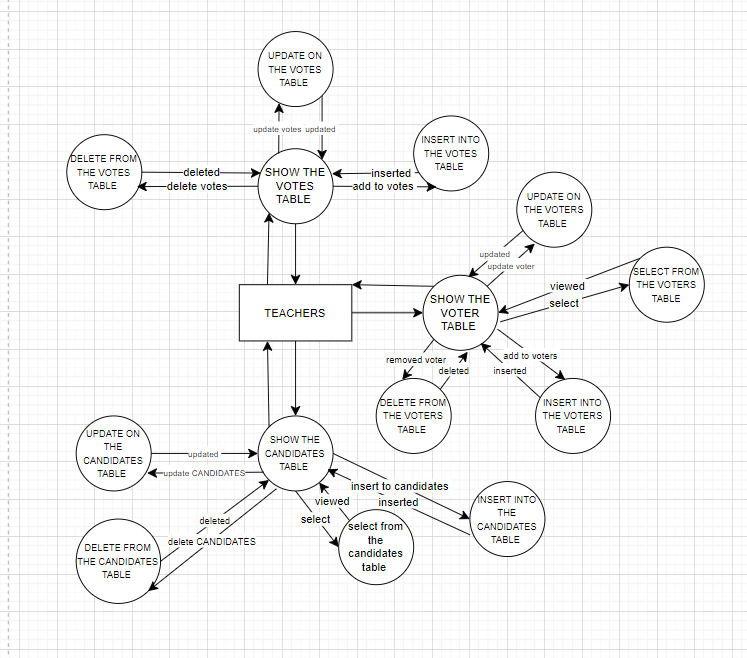 UPDATE ON
THE VOTES
TABLE
update votes
updated
INSERT INTO
THE VOTES
TABLE
DELETE FROM
THE VOTES
TABLE
deleted
delete votes
SHOW THE
VOTES
TABLE
inserted
add to votes
UPDATE ON
THE VOTERS
TABLE
updated
update voter
SELECT FROM
THE VOTERS
TABLE
viewed
select
TEACHERS
SHOW THE
VOTER
TABLE
removed voter
deleted
add to voters
inserted
DELETE FROM
THE VOTERS
TABLE
INSERT INTO
THE VOTERS
TABLE
UPDATE ON
THE
CANDIDATES
TABLE
updated
update CANDIDATES
SHOW THE
CANDIDATES
TABLE
insert to candidates
inserted
viewed
select
INSERT INTO
THE
CANDIDATES
TABLE
deleted
delete CANDIDATES
select from
the
candidates
table
DELETE FROM
THE CANDIDATES
TABLE